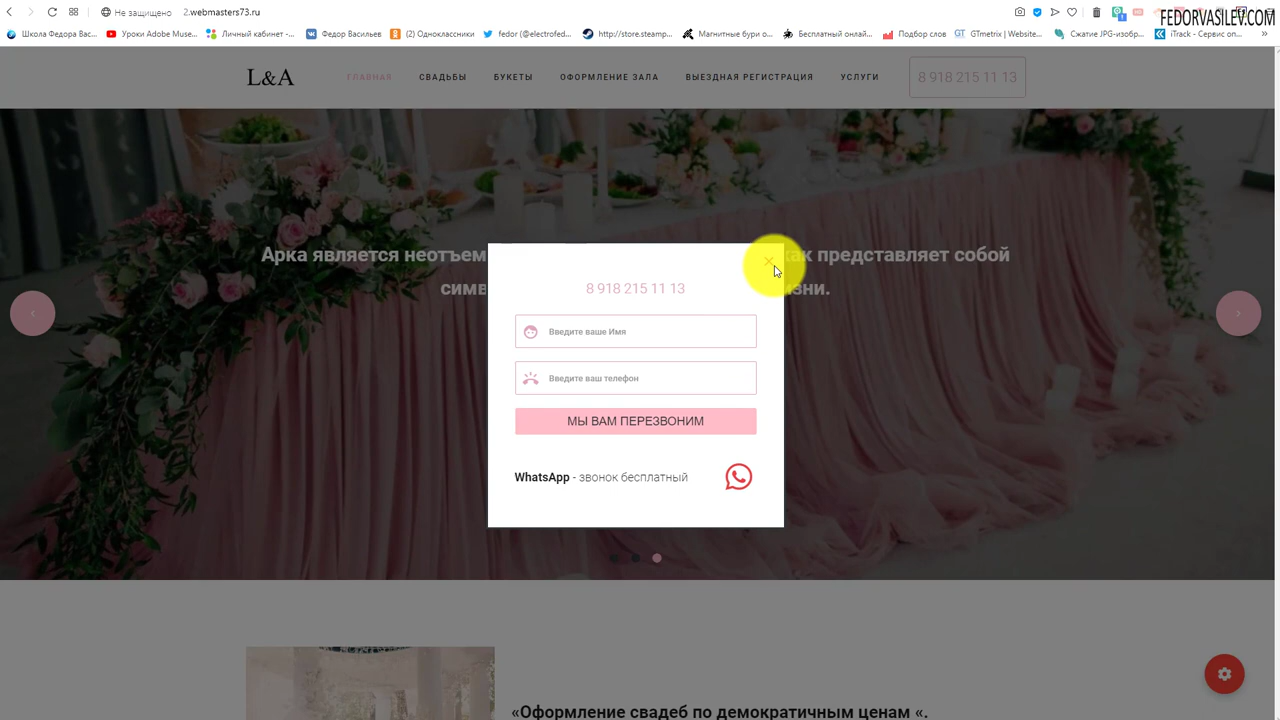 Не защищено 2.webmasters73.ru
FEDORVASILEW.COM
Школа Федора Вас... Уроки Adobe Muse... Личный кабинет -... Федор Васильев (2) Одноклассники fedor (@electrofed... http://store.steamp... Магнитные бури о... Бесплатный онлай... Подбор слов GTmetrix | Website... Сжатие JPG-изобр... iTrack - Сервис оп...
L&A ГЛАВНАЯ СВАДЬБЫ БУКЕТЫ ОФОРМЛЕНИЕ ЗАЛА ВЫЕЗДНАЯ РЕГИСТРАЦИЯ УСЛУГИ 8 918 215 11 13
Арка является неотъем как представляет собой
симв изни.
8 918 215 11 13
Введите ваше Имя
Введите ваш телефон
МЫ ВАМ ПЕРЕЗВОНИМ
WhatsApp - звонок бесплатный
«Оформление свадеб по демократичным ценам “.